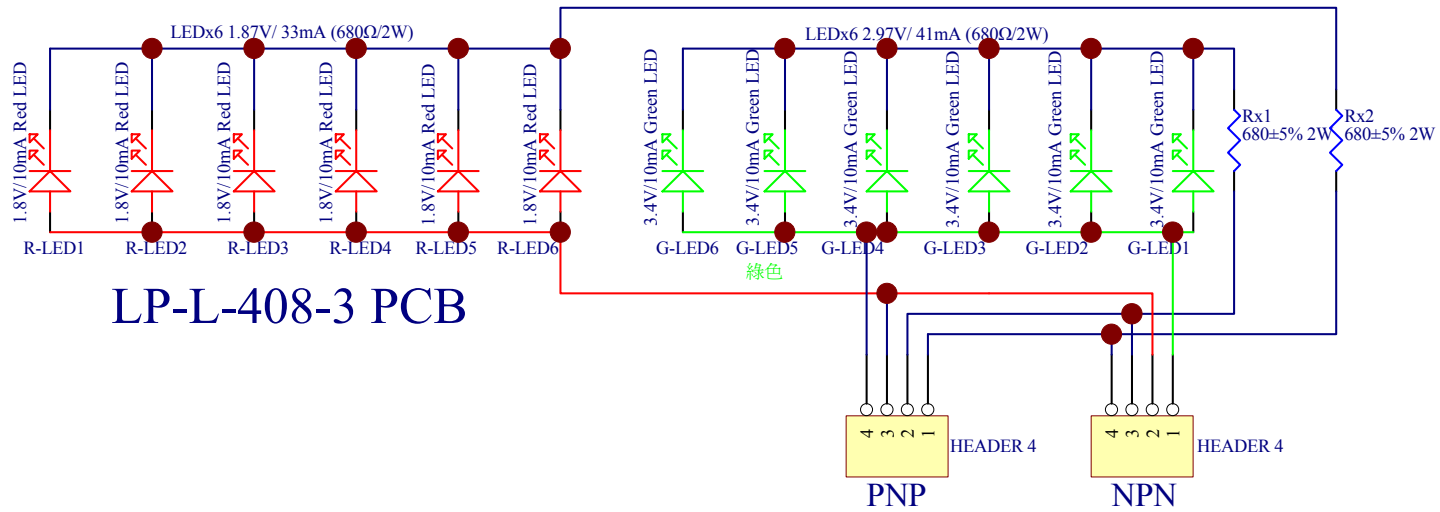 LEDx6 1.87V/ 33mA (680Ω/2W)
LEDx6 2.97V/ 41mA (680Ω/2W)
1.8V/10mA Red LED
1.8V/10mA Red LED
1.8V/10mA Red LED
1.8V/10mA Red LED
1.8V/10mA Red LED
1.8V/10mA Red LED
3.4V/10mA Green LED
3.4V/10mA Green LED
3.4V/10mA Green LED
3.4V/10mA Green LED
3.4V/10mA Green LED
3.4V/10mA Green LED
Rx1
680±5% 2W
Rx2
680±5% 2W
R-LED1
R-LED2
R-LED3
R-LED4
R-LED5
R-LED6
G-LED6
G-LED5
G-LED4
G-LED3
G-LED2
G-LED1
綠色
LP-L-408-3 PCB
4
3
2
1
HEADER 4
4
3
2
1
HEADER 4
PNP
NPN